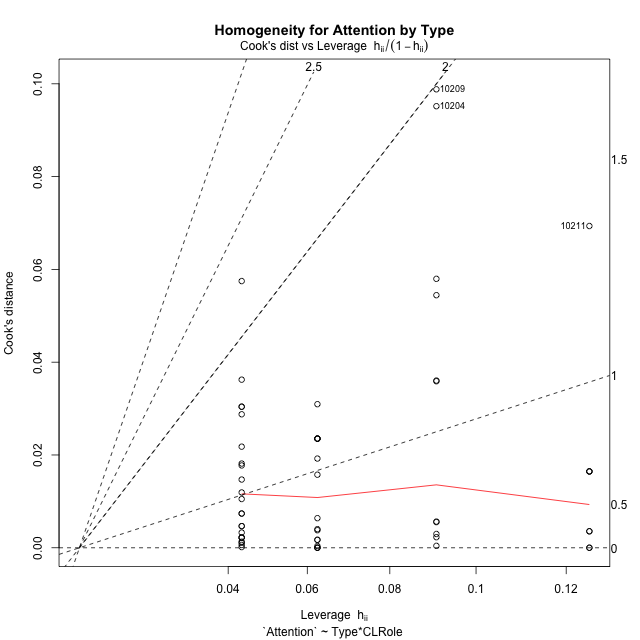 Homogeneity for Attention by Type
Cook's dist vs Leverage hii/(1 − hii)
2.5
2
10209
10204
1.5
10211
1
0.5
0
0.10
0.08
0.06
0.04
0.02
0.00
Cook's distance
0.04 0.06 0.08 0.1 0.12
Leverage hii
`Attention` ~ Type*CLRole